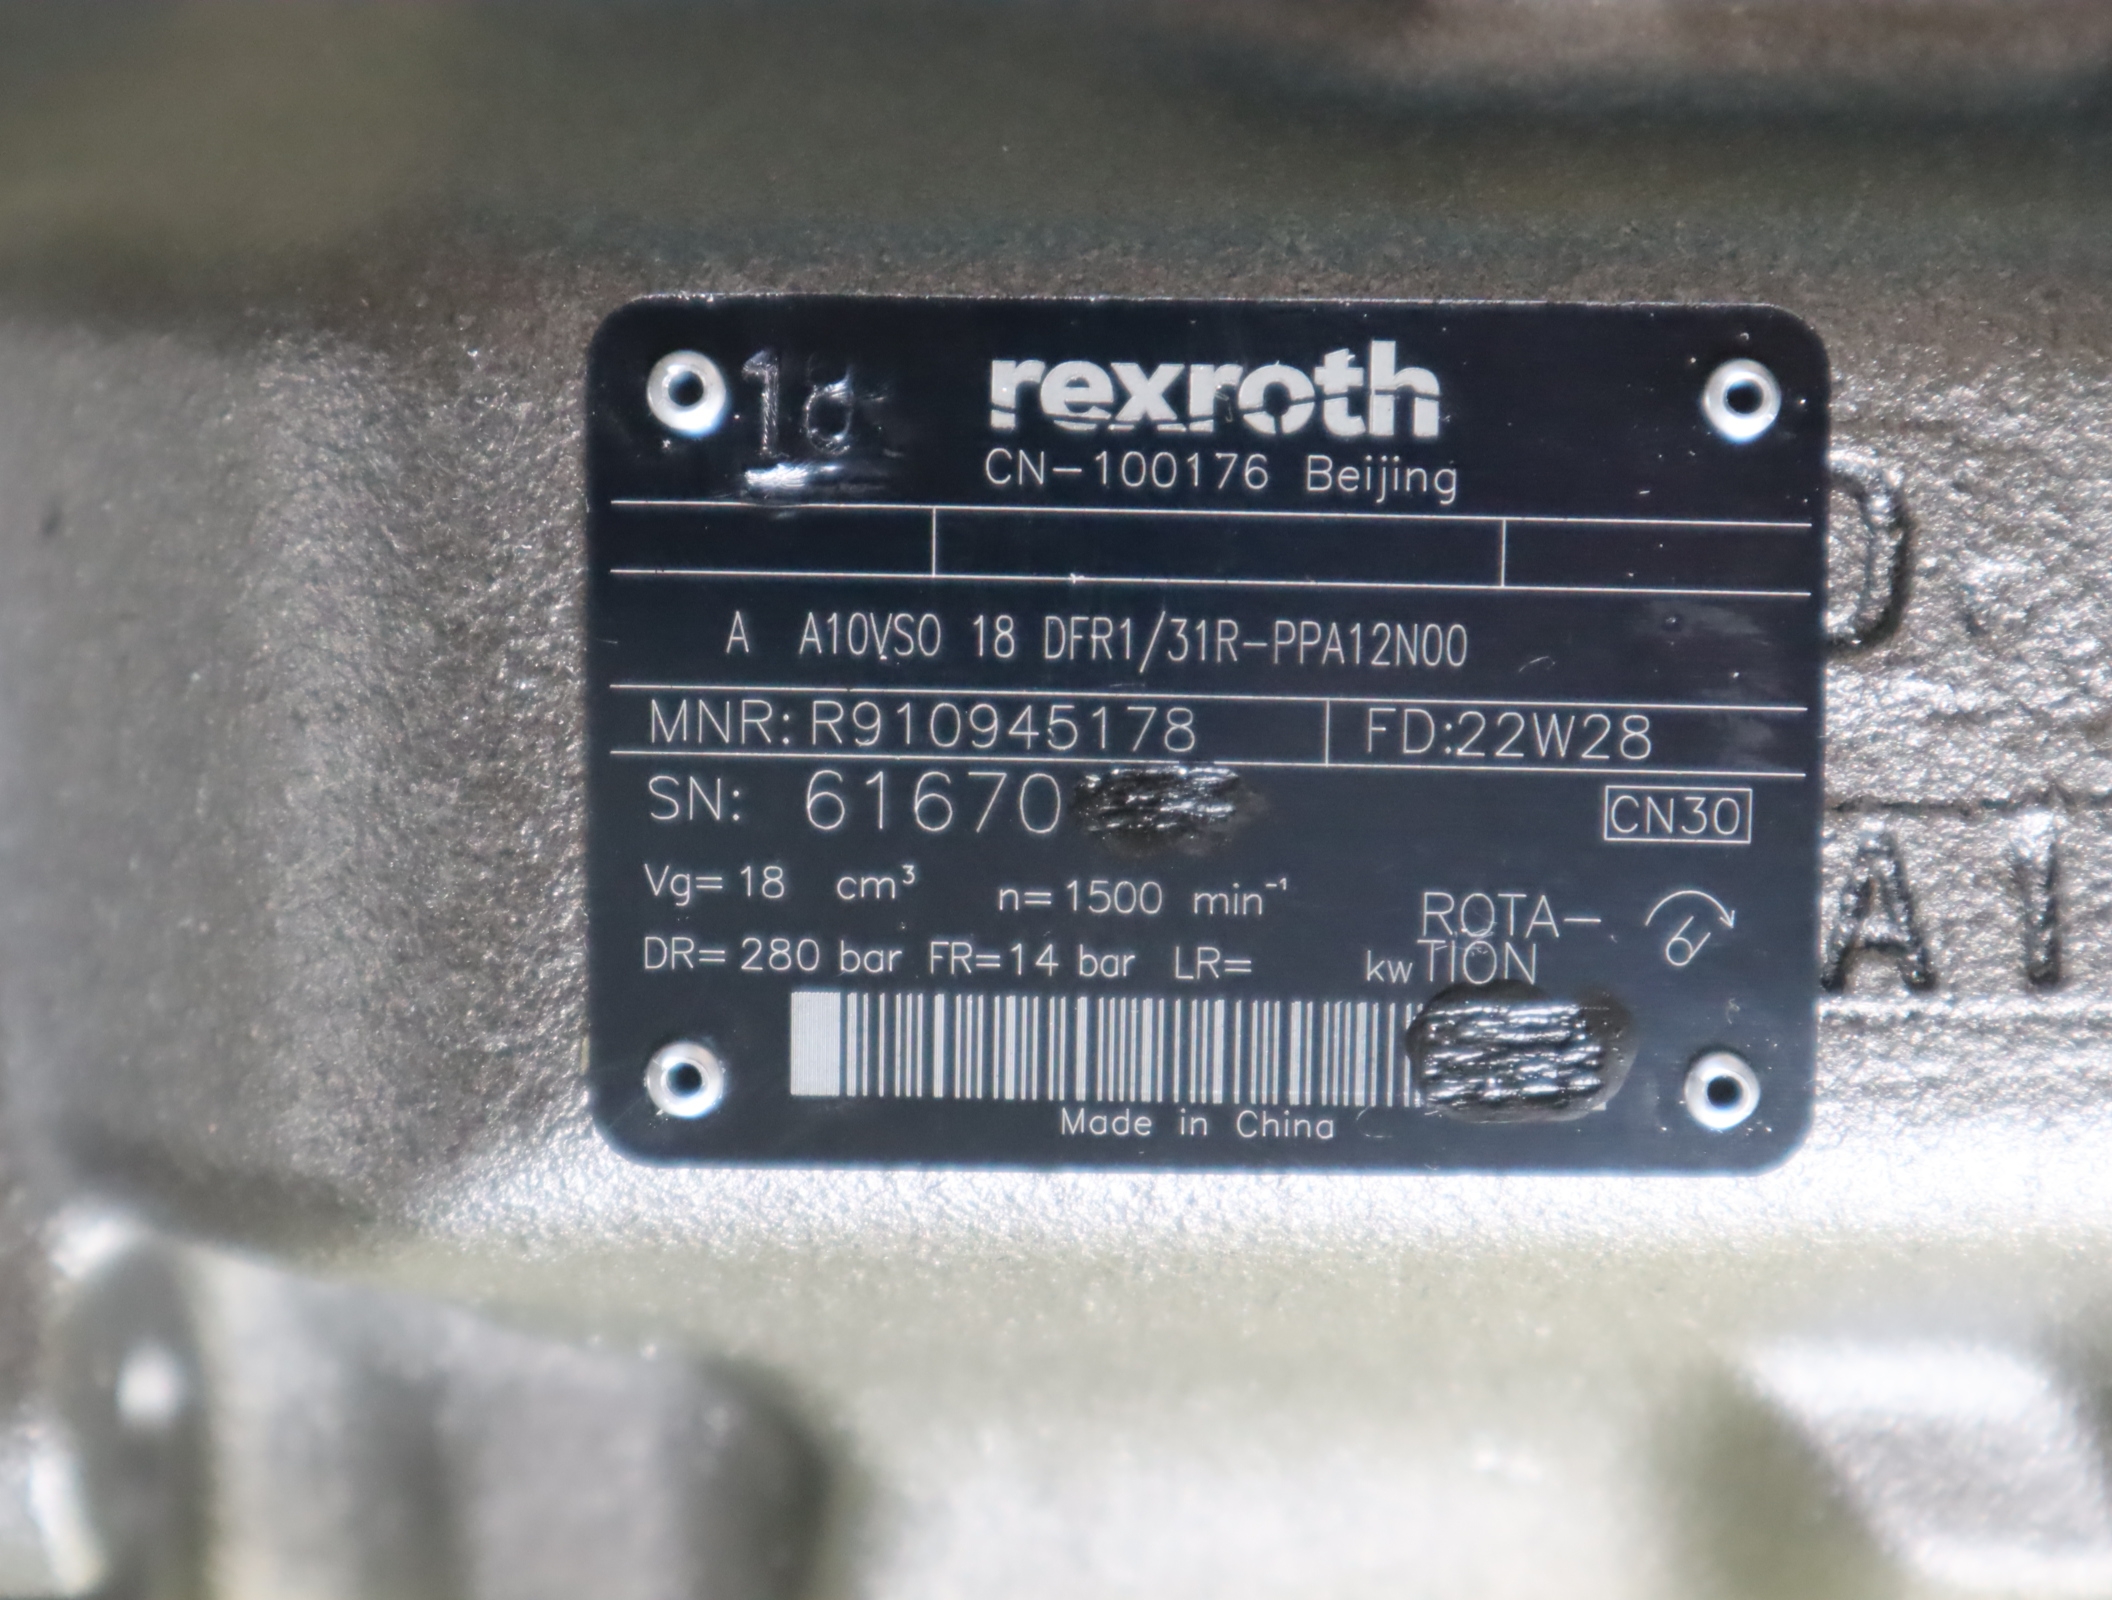 rexroth
CN-100176 Beijing
A A10VSO 18 DFR1/31R-PPA12N00
MNR: R910945178 FD:22W28
SN: 61670
CN30
Vg= 18 cm³ n= 1500 min⁻¹
ROTA-
TION
DR= 280 bar FR= 14 bar LR= kw
Made in China